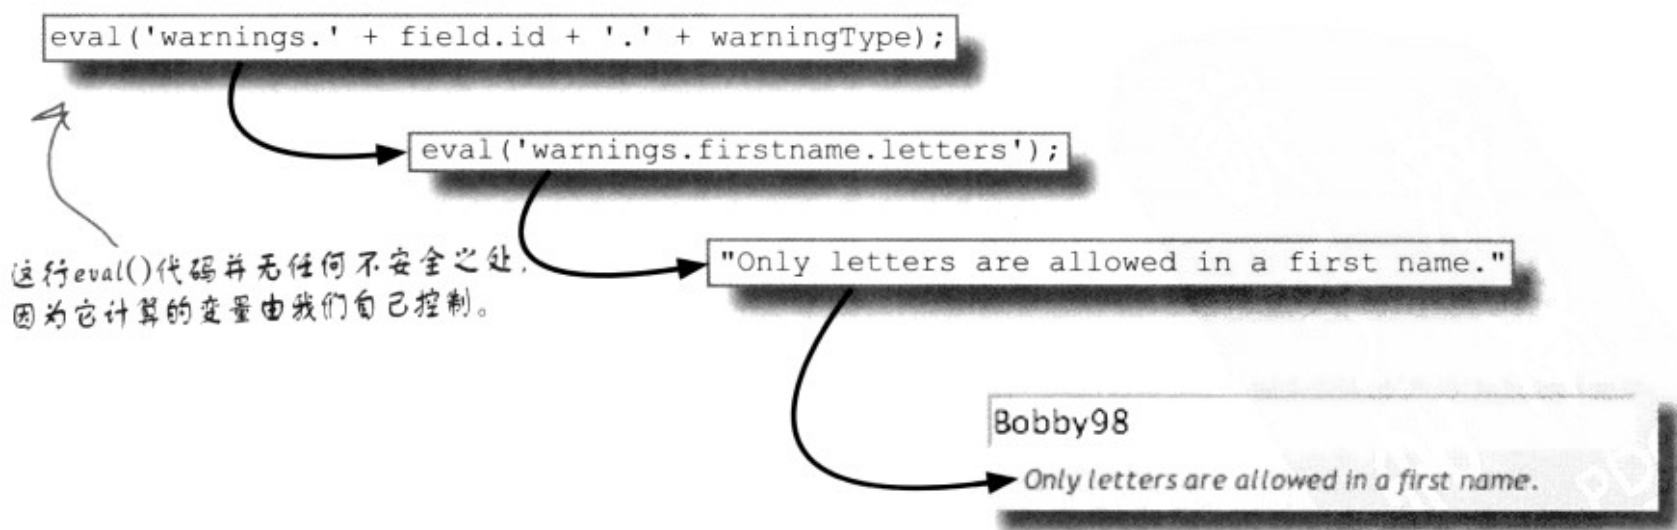 eval('warnings.' + field.id + '.' + warningType);
eval('warnings.firstname.letters');
这行eval()代码并无任何不安全之处，
因为它计算的变量由我们自己控制。
"Only letters are allowed in a first name."
Bobby98
Only letters are allowed in a first name.